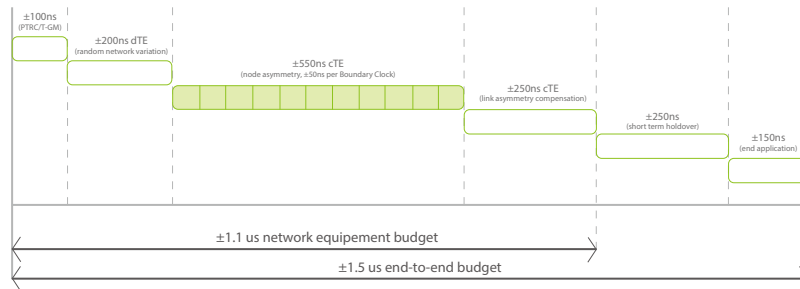 ±100ns
(PTRC/T-GM)
±200ns dTE
(random network variation)
±550ns cTE
(node asymmetry, ±50ns per Boundary Clock)
±250ns cTE
(link asymmetry compensation)
±250ns
(short term holdover)
±150ns
(end application)
±1.1 us network equipement budget
±1.5 us end-to-end budget